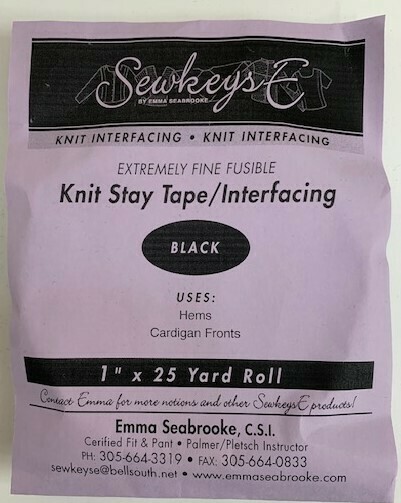 SewkeysE
BY EMMA SEABROOKE
KNIT INTERFACING • KNIT INTERFACING
EXTREMELY FINE FUSIBLE
Knit Stay Tape/Interfacing
BLACK
USES:
Hems
Cardigan Fronts
1" x 25 Yard Roll
Contact Emma for more notions and other SewkeysE products!
Emma Seabrooke, C.S.I.
Cerified Fit & Pant • Palmer/Pletsch Instructor
PH: 305-664-3319 • FAX: 305-664-0833
sewkeyse@bellsouth.net • www.emmaseabrooke.com